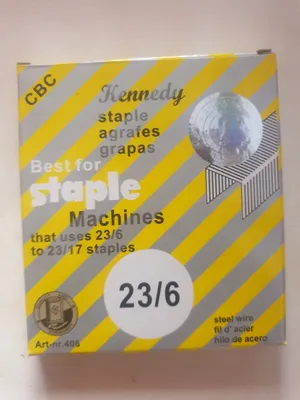 CBC
Kennedy
staple
agrafes
grapas
Best for
staple
Machines
that uses 23/6
to 23/17 staples
23/6
Art-nr.406
steel wire
fil d' acier
hilo de acero